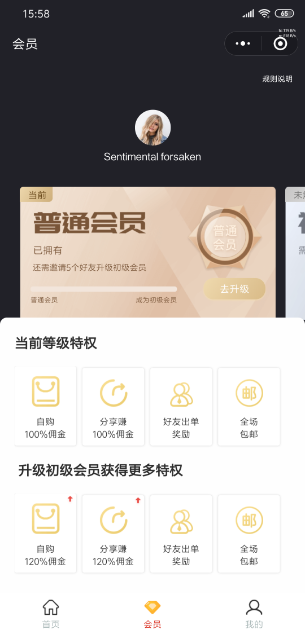 15:58
65
会员
规则说明
Sentimental forsaken
当前
普通会员
已拥有
还需邀请5个好友升级初级会员
普通会员
成为初级会员
普通
会员
去升级
当前等级特权
自购
100%佣金
分享赚
100%佣金
好友出单
奖励
邮
全场
包邮
升级初级会员获得更多特权
自购
120%佣金
分享赚
120%佣金
好友出单
奖励
邮
全场
包邮
首页
会员
我的